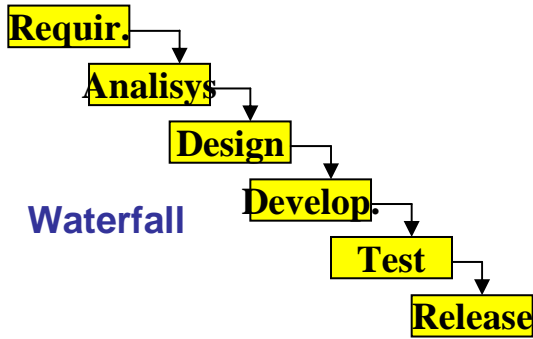 Requir.
Analisys
Design
Develop.
Waterfall
Test
Release